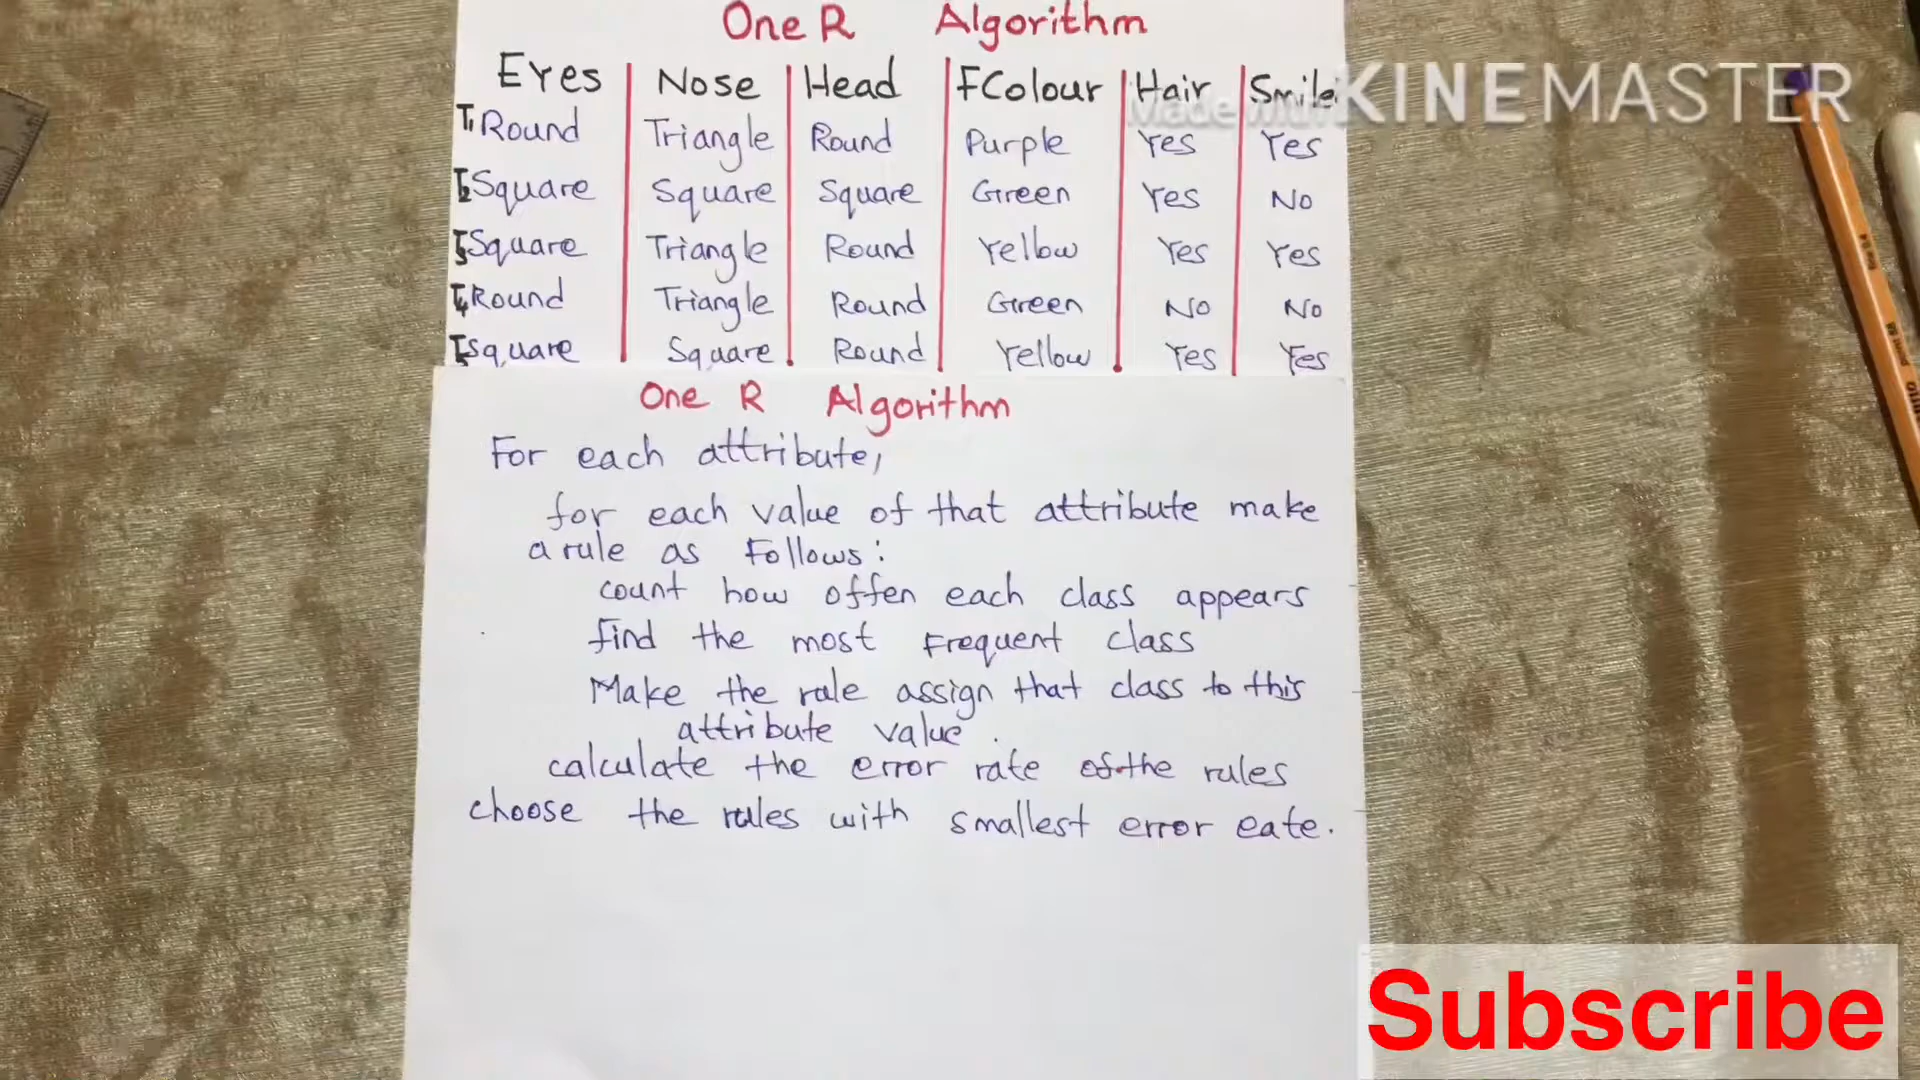 One R Algorithm
Eyes Nose Head FColour Hair Smile
T1 Round Triangle Round Purple Yes Yes
T2 Square Square Square Green Yes No
T3 Square Triangle Round Yellow Yes Yes
T4 Round Triangle Round Green No No
T5 Square Square Round Yellow Yes Yes
Made with KINEMASTER
One R Algorithm
For each attribute,
for each value of that attribute make
a rule as follows:
count how offen each class appears
find the most Frequent class
Make the rule assign that class to this
attribute value.
calculate the error rate of the rules
choose the rules with smallest error eate.
Subscribe